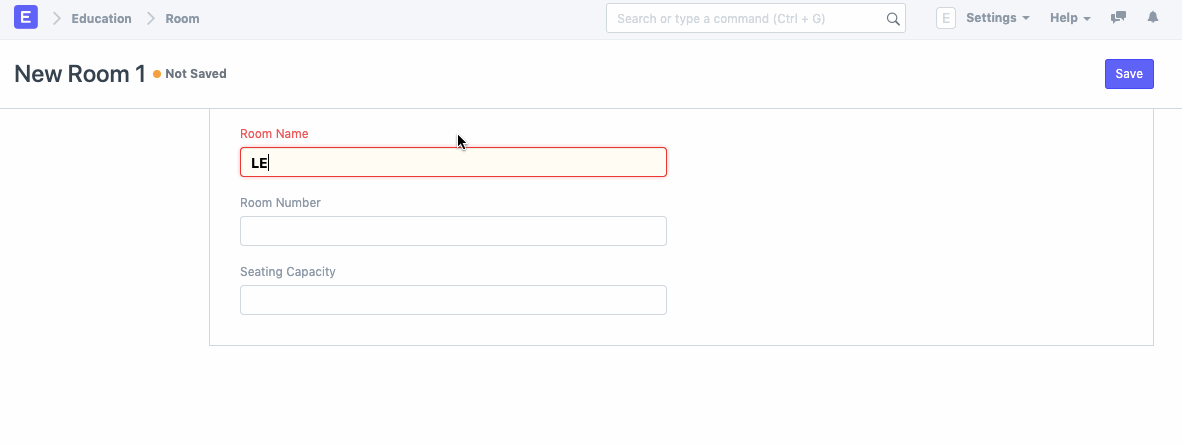 E Education Room Search or type a command (Ctrl + G) E Settings Help
New Room 1 Not Saved Save
Room Name
LE
Room Number
Seating Capacity